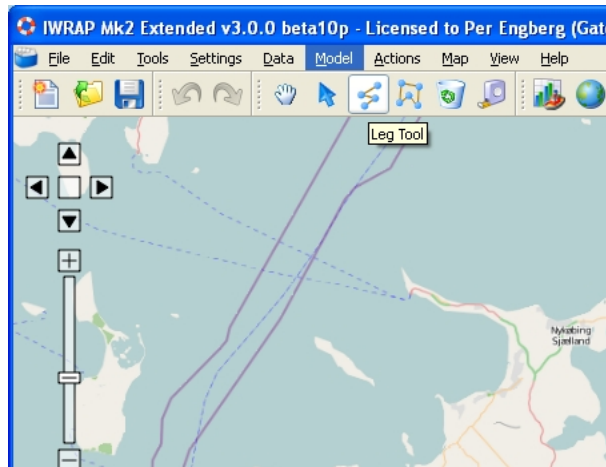 IWRAP Mk2 Extended v3.0.0 beta10p - Licensed to Per Engberg (Gat
File Edit Tools Settings Data Model Actions Map View Help
Leg Tool
Nykøbing
Sjælland